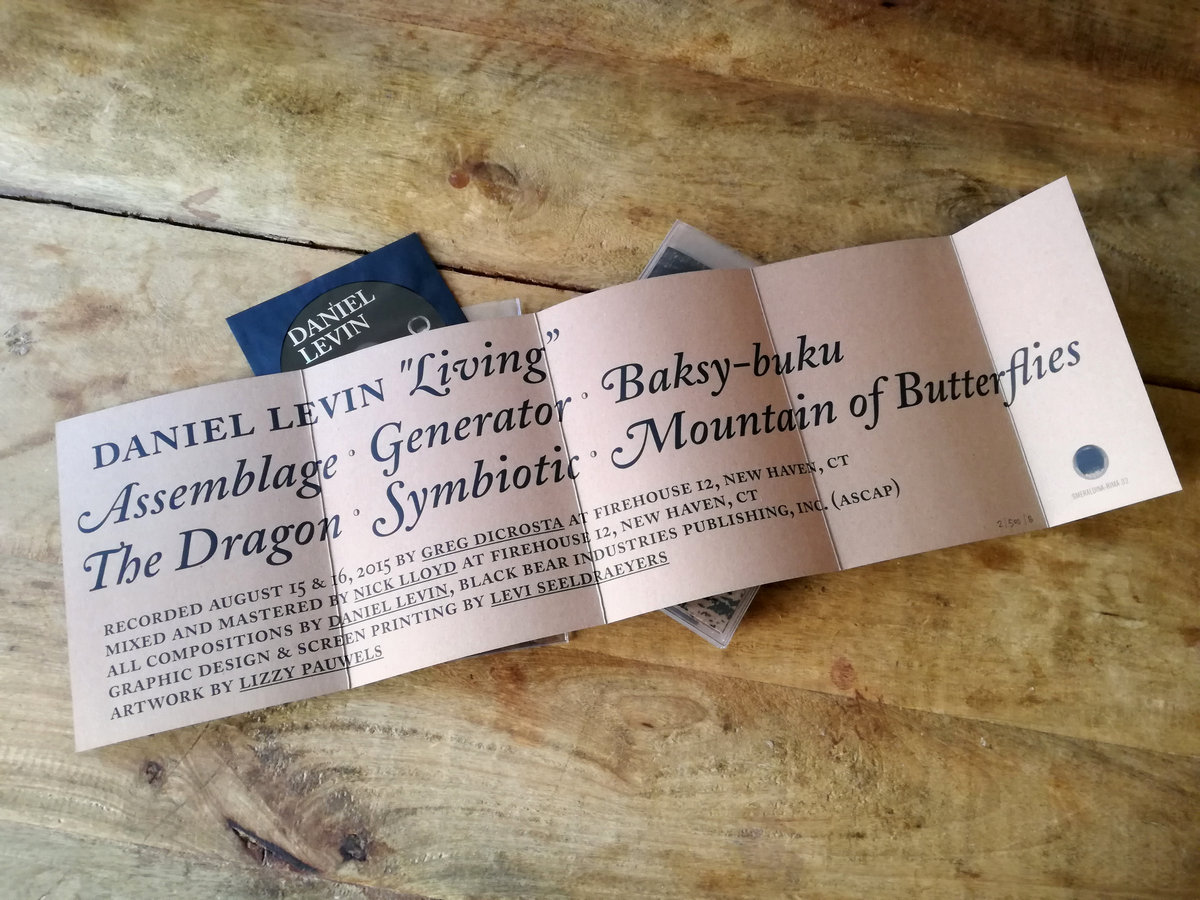 DANIEL
LEVIN
DANIEL LEVIN "Living”
Assemblage ° Generator ° Baksy-buku
The Dragon ° Symbiotic ° Mountain of Butterflies
RECORDED AUGUST 15 & 16, 2015 BY GREG DICROSTA AT FIREHOUSE 12, NEW HAVEN, CT
MIXED AND MASTERED BY NICK LLOYD AT FIREHOUSE 12, NEW HAVEN, CT
ALL COMPOSITIONS BY DANIEL LEVIN, BLACK BEAR INDUSTRIES PUBLISHING, INC. (ASCAP)
GRAPHIC DESIGN & SCREEN PRINTING BY LEVI SEELDRAEYERS
ARTWORK BY LIZZY PAUWELS
SMERALDINA-RIMA 32